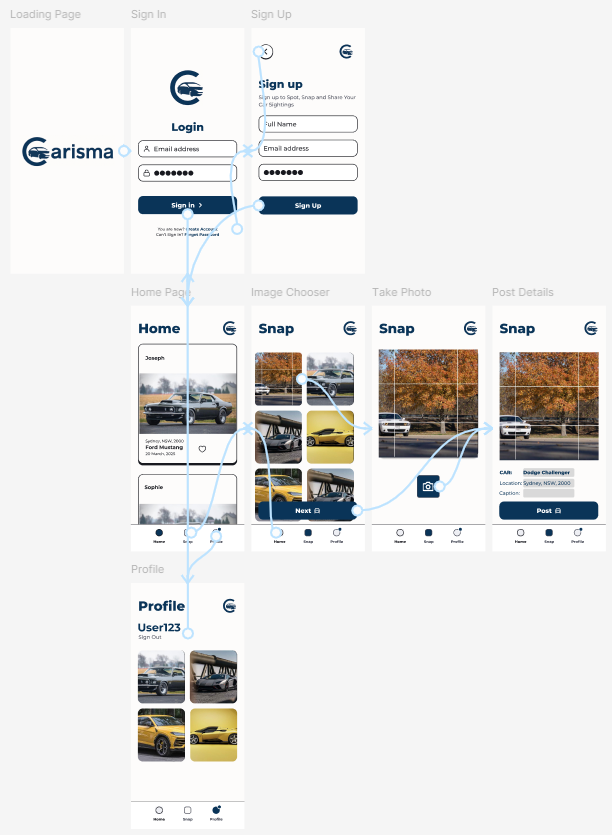 Loading Page
Sign In
Sign Up
Carisma
Login
Email address
Sign in
You are new? Create Account
Can't Sign In? Forgot Password
Sign up
Sign up to Spot, Snap and Share Your
Car Sightings
Full Name
Email address
Sign Up
Home Page
Image Chooser
Take Photo
Post Details
Home
Joseph
Sydney, NSW, 2000
Ford Mustang
20 March, 2025
Sophie
Home
Snap
Profile
Snap
Next
Home
Snap
Profile
Snap
Home
Snap
Profile
Snap
CAR: Dodge Challenger
Location: Sydney, NSW, 2000
Caption:
Post
Home
Snap
Profile
Profile
Profile
User123
Sign Out
Home
Snap
Profile